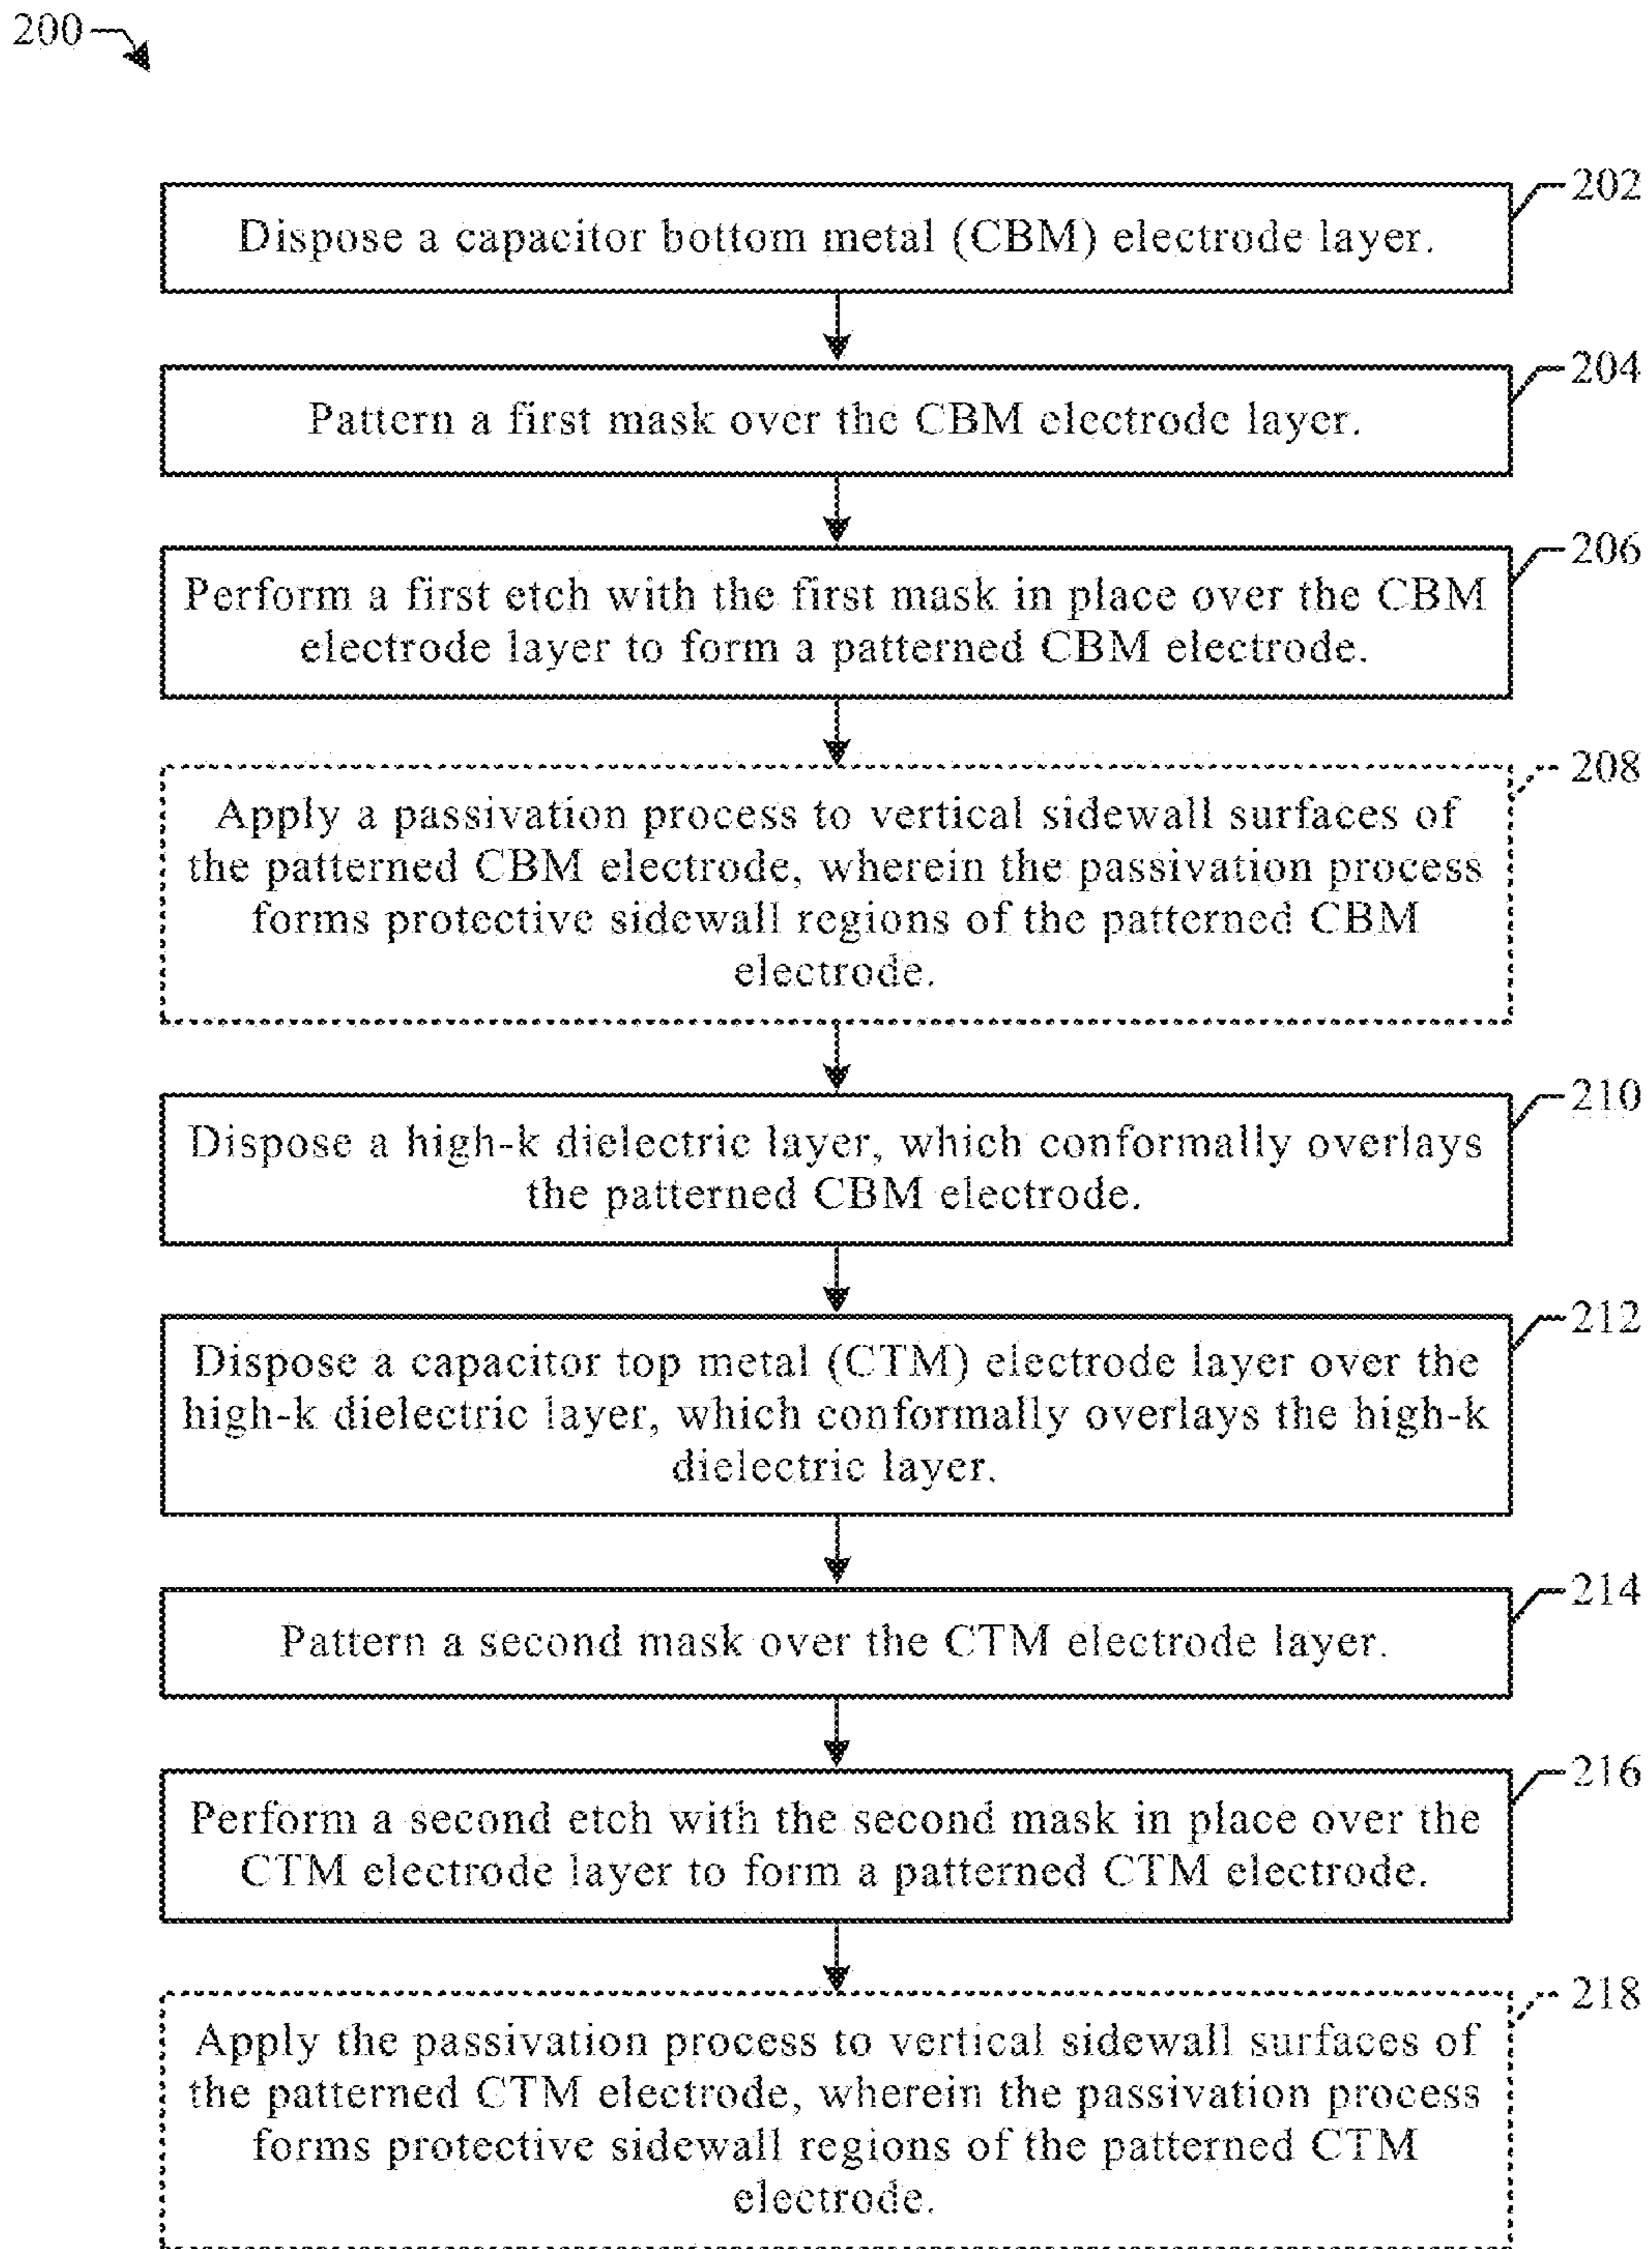 200
202
Dispose a capacitor bottom metal (CBM) electrode layer.
204
Pattern a first mask over the CBM electrode layer.
206
Perform a first etch with the first mask in place over the CBM
electrode layer to form a patterned CBM electrode.
208
Apply a passivation process to vertical sidewall surfaces of
the patterned CBM electrode, wherein the passivation process
forms protective sidewall regions of the patterned CBM
electrode.
210
Dispose a high-k dielectric layer, which conformally overlays
the patterned CBM electrode.
212
Dispose a capacitor top metal (CTM) electrode layer over the
high-k dielectric layer, which conformally overlays the high-k
dielectric layer.
214
Pattern a second mask over the CTM electrode layer.
216
Perform a second etch with the second mask in place over the
CTM electrode layer to form a patterned CTM electrode.
218
Apply the passivation process to vertical sidewall surfaces of
the patterned CTM electrode, wherein the passivation process
forms protective sidewall regions of the patterned CTM
electrode.